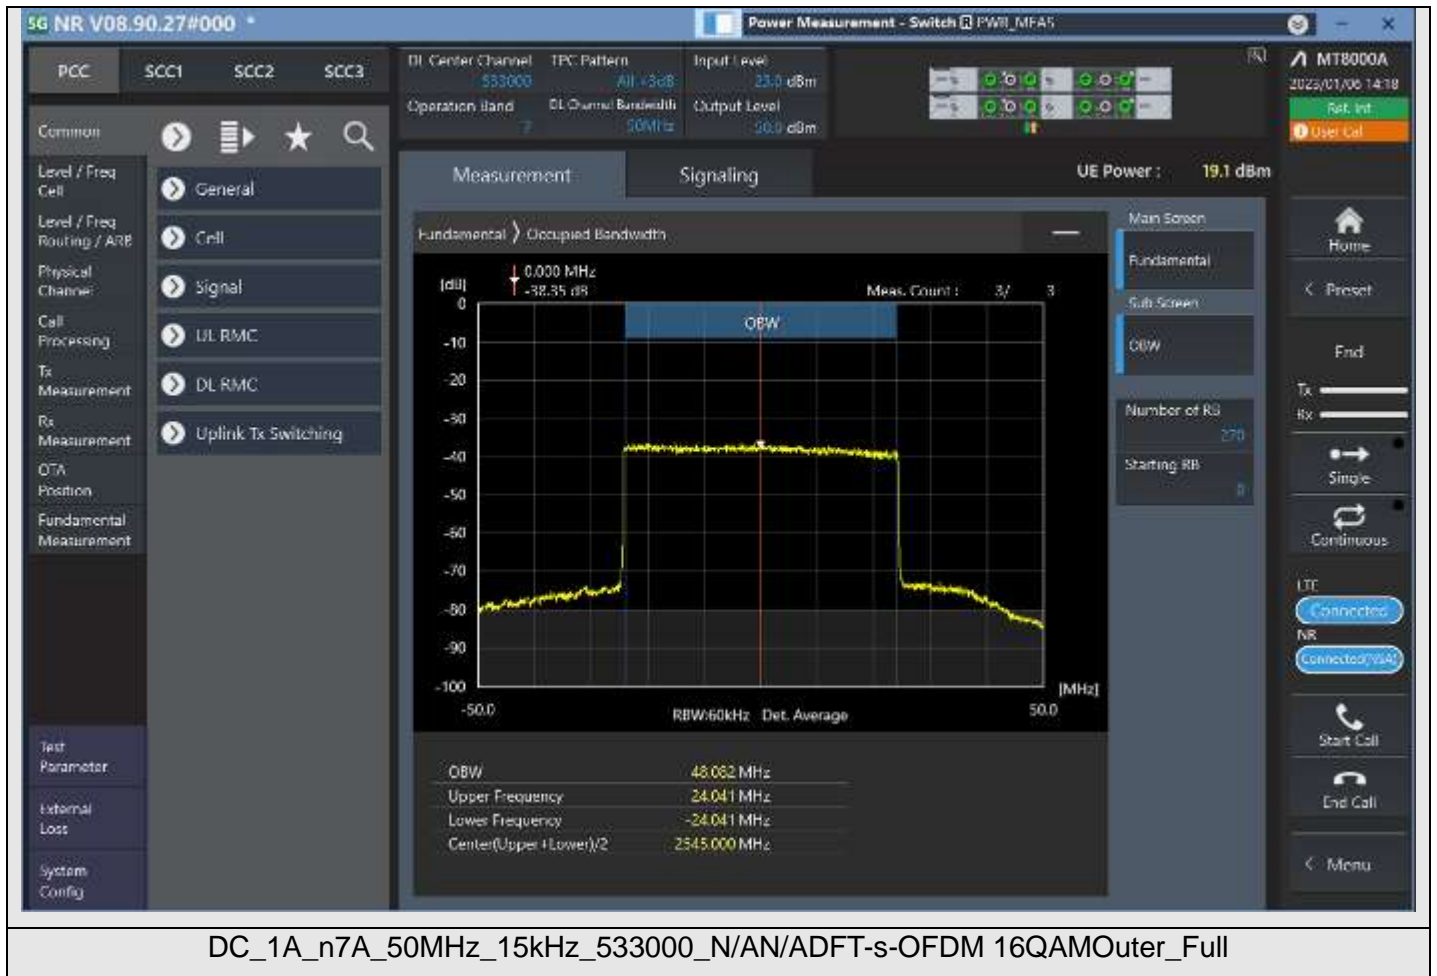 5G NR V08.90.27#000 *
Power Measurement - Switch PWR_MEAS
PCC SCC1 SCC2 SCC3
DL Center Channel TPC Pattern Input Level
533000 All +3dB 23.0 dBm
Operation Band DL Channel Bandwidth Output Level
7 50MHz 50.0 dBm
MT8000A
2023/01/06 14:18
Ref. Int
User Cal
Common
Level / Freq
Cell
Level / Freq
Routing / ARB
Physical
Channel
Call
Processing
Tx
Measurement
Rx
Measurement
OTA
Position
Fundamental
Measurement
Test
Parameter
External
Loss
System
Config
General
Cell
Signal
UL RMC
DL RMC
Uplink Tx Switching
Measurement Signaling
UE Power : 19.1 dBm
Fundamental Occupied Bandwidth
[dB]
0.000 MHz
-38.35 dB
Meas. Count : 3/ 3
OBW
0
-10
-20
-30
-40
-50
-60
-70
-80
-90
-100
[MHz]
-50.0 RBW:60kHz Det. Average 50.0
OBW 48.082 MHz
Upper Frequency 24.041 MHz
Lower Frequency -24.041 MHz
Center(Upper+Lower)/2 2545.000 MHz
Main Screen
Fundamental
Sub Screen
OBW
Number of RB
270
Starting RB
0
Home
< Preset
End
Tx
Rx
Single
Continuous
LTE
Connected
NR
Connected(NSA)
Start Call
End Call
< Menu
DC_1A_n7A_50MHz_15kHz_533000_N/AN/ADFT-s-OFDM 16QAMOuter_Full